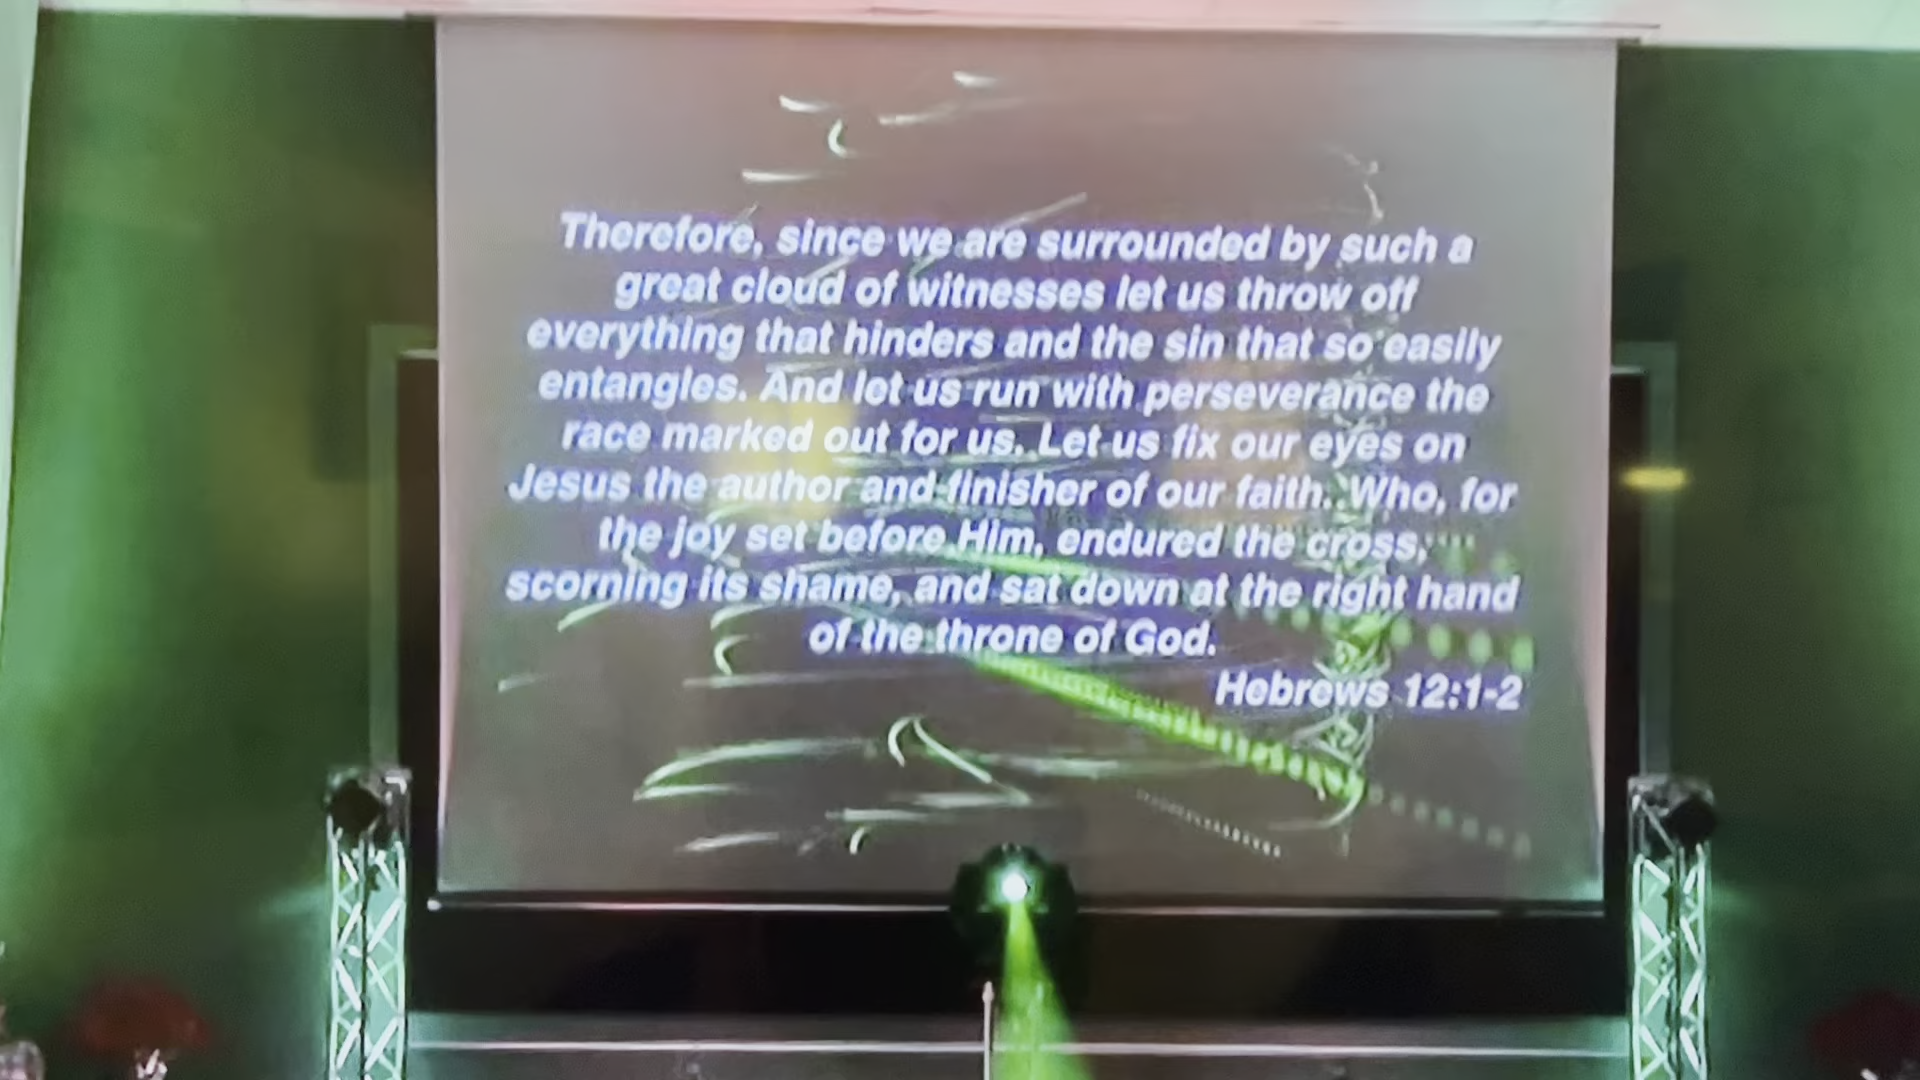 Therefore, since we are surrounded by such a
great cloud of witnesses let us throw off
everything that hinders and the sin that so easily
entangles. And let us run with perseverance the
race marked out for us. Let us fix our eyes on
Jesus the author and finisher of our faith. Who, for
the joy set before Him, endured the cross,
scorning its shame, and sat down at the right hand
of the throne of God.
Hebrews 12:1-2